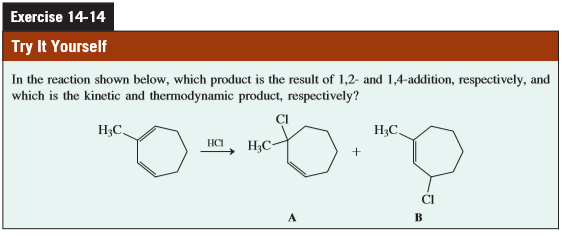 Exercise 14-14
Try It Yourself
In the reaction shown below, which product is the result of 1,2- and 1,4-addition, respectively, and
which is the kinetic and thermodynamic product, respectively?
H3C
HCl
Cl
H3C
+
H3C
Cl
A
B